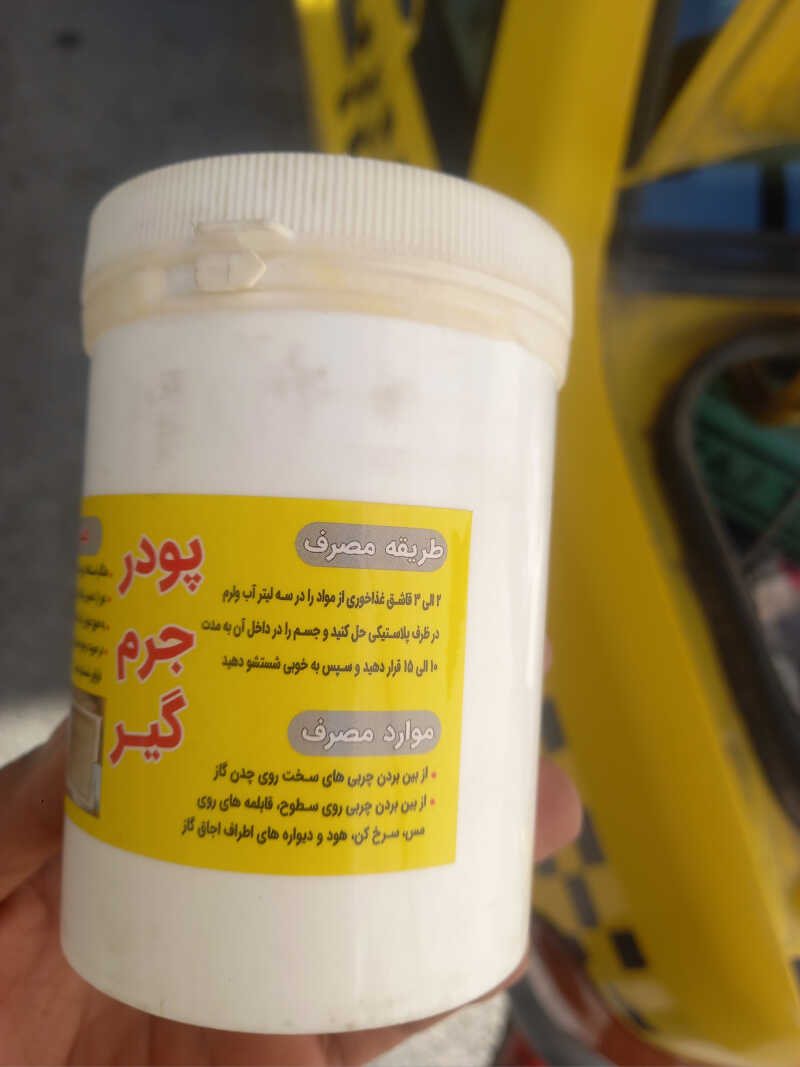 طریقه مصرف
۲ الی ۳ قاشق غذاخوری از مواد را در سه لیتر آب ولرم
در ظرف پلاستیکی حل کنید و جسم را در داخل آن به مدت
۱۰ الی ۱۵ قرار دهید و سپس به خوبی شستشو دهید
موارد مصرف
• از بین بردن چربی های سخت روی چدن گاز
• از بین بردن چربی روی سطوح، قابلمه های روی
مس، سرخ کن، هود و دیواره های اطراف اجاق گاز
پودر
جرم
گیر